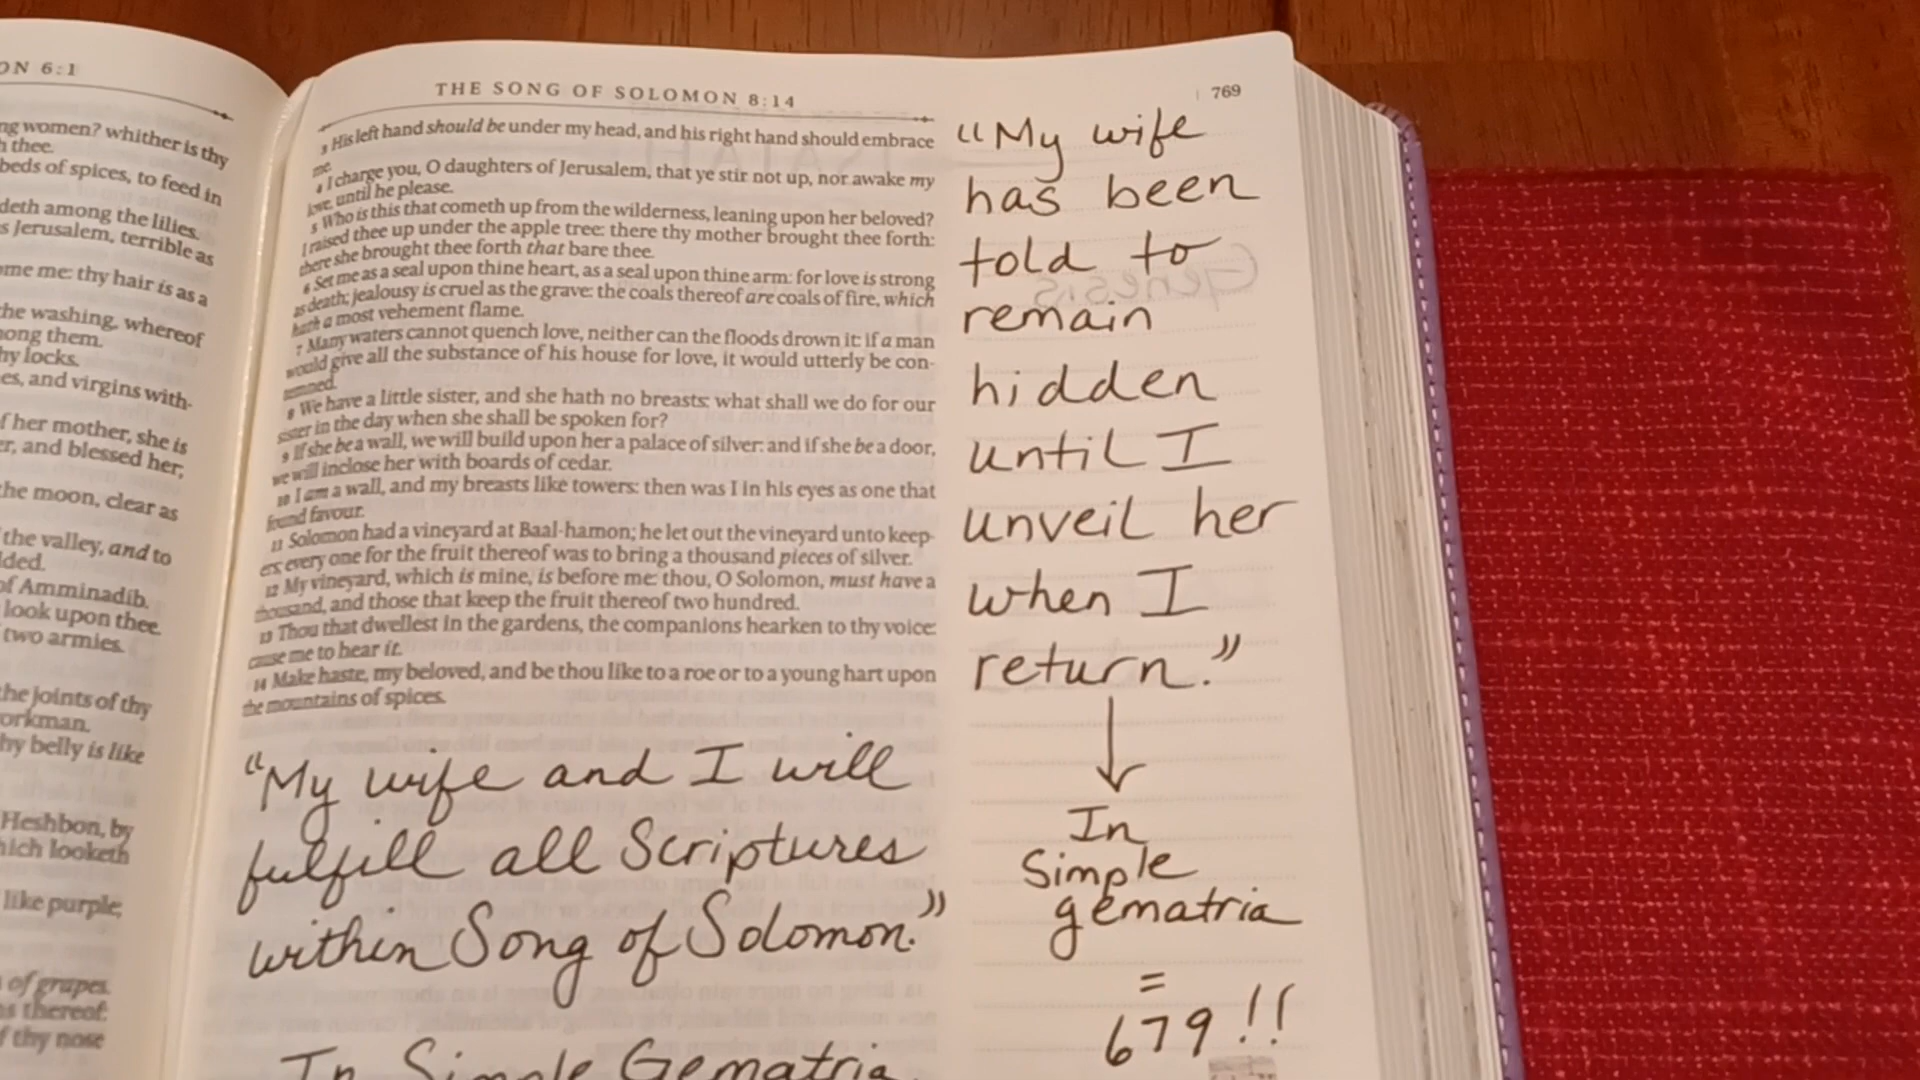 ON 6:1
ng women? whither is thy
h thee.
beds of spices, to feed in
deth among the lilies.
s Jerusalem, terrible as
ome me: thy hair is as a
the washing, whereof
ong them.
hy locks.
es, and virgins with-
f her mother, she is
er, and blessed her;
the moon, clear as
the valley, and to
ded.
of Amminadib.
look upon thee.
two armies.
the joints of thy
orkman.
hy belly is like
Heshbon, by
hich looketh
like purple;
of grapes.
s thereof:
f thy nose
THE SONG OF SOLOMON 8:14
769
3 His left hand should be under my head, and his right hand should embrace
me.
4 I charge you, O daughters of Jerusalem, that ye stir not up, nor awake my
love, until he please.
5 Who is this that cometh up from the wilderness, leaning upon her beloved?
I raised thee up under the apple tree: there thy mother brought thee forth:
there she brought thee forth that bare thee.
6 Set me as a seal upon thine heart, as a seal upon thine arm: for love is strong
as death; jealousy is cruel as the grave: the coals thereof are coals of fire, which
hath a most vehement flame.
7 Many waters cannot quench love, neither can the floods drown it: if a man
would give all the substance of his house for love, it would utterly be con-
temned.
8 We have a little sister, and she hath no breasts: what shall we do for our
sister in the day when she shall be spoken for?
9 If she be a wall, we will build upon her a palace of silver: and if she be a door,
we will inclose her with boards of cedar.
10 I am a wall, and my breasts like towers: then was I in his eyes as one that
found favour.
11 Solomon had a vineyard at Baal-hamon; he let out the vineyard unto keep-
ers; every one for the fruit thereof was to bring a thousand pieces of silver.
12 My vineyard, which is mine, is before me: thou, O Solomon, must have a
thousand, and those that keep the fruit thereof two hundred.
13 Thou that dwellest in the gardens, the companions hearken to thy voice:
cause me to hear it.
14 Make haste, my beloved, and be thou like to a roe or to a young hart upon
the mountains of spices.
"My wife and I will
fulfill all Scriptures
within Song of Solomon."
In Simple Gematria
"My wife
has been
told to
remain
hidden
until I
unveil her
when I
return."
↓
In
Simple
gematria
=
679!!